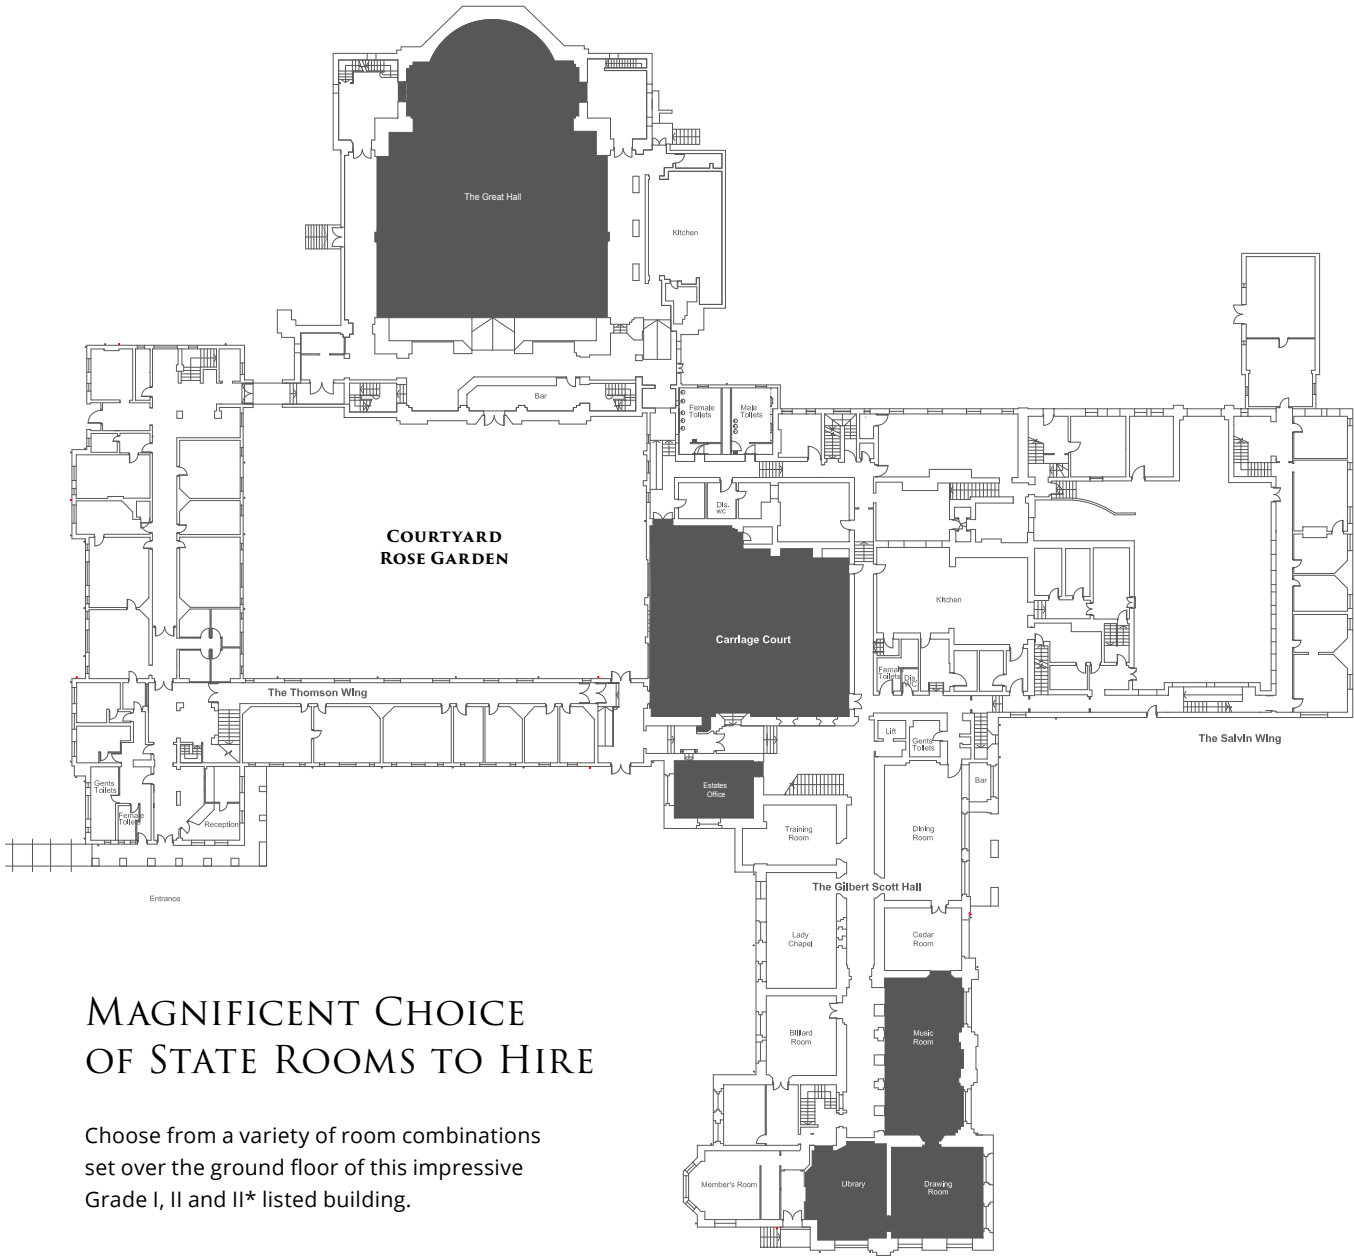 The Great Hall
Kitchen
Bar
Female
Toilets
Male
Toilets
Dis.
WC
COURTYARD
ROSE GARDEN
Carriage Court
Kitchen
Female
Toilets
Dis.
WC
The Thomson Wing
The Salvin Wing
Lift
Gents
Toilets
Gents
Toilets
Female
Toilets
Reception
Estates
Office
Bar
Training
Room
Dining
Room
The Gilbert Scott Hall
Entrance
Lady
Chapel
Cedar
Room
MAGNIFICENT CHOICE
OF STATE ROOMS TO HIRE
Billiard
Room
Music
Room
Choose from a variety of room combinations
set over the ground floor of this impressive
Grade I, II and II* listed building.
Member's Room
Library
Drawing
Room